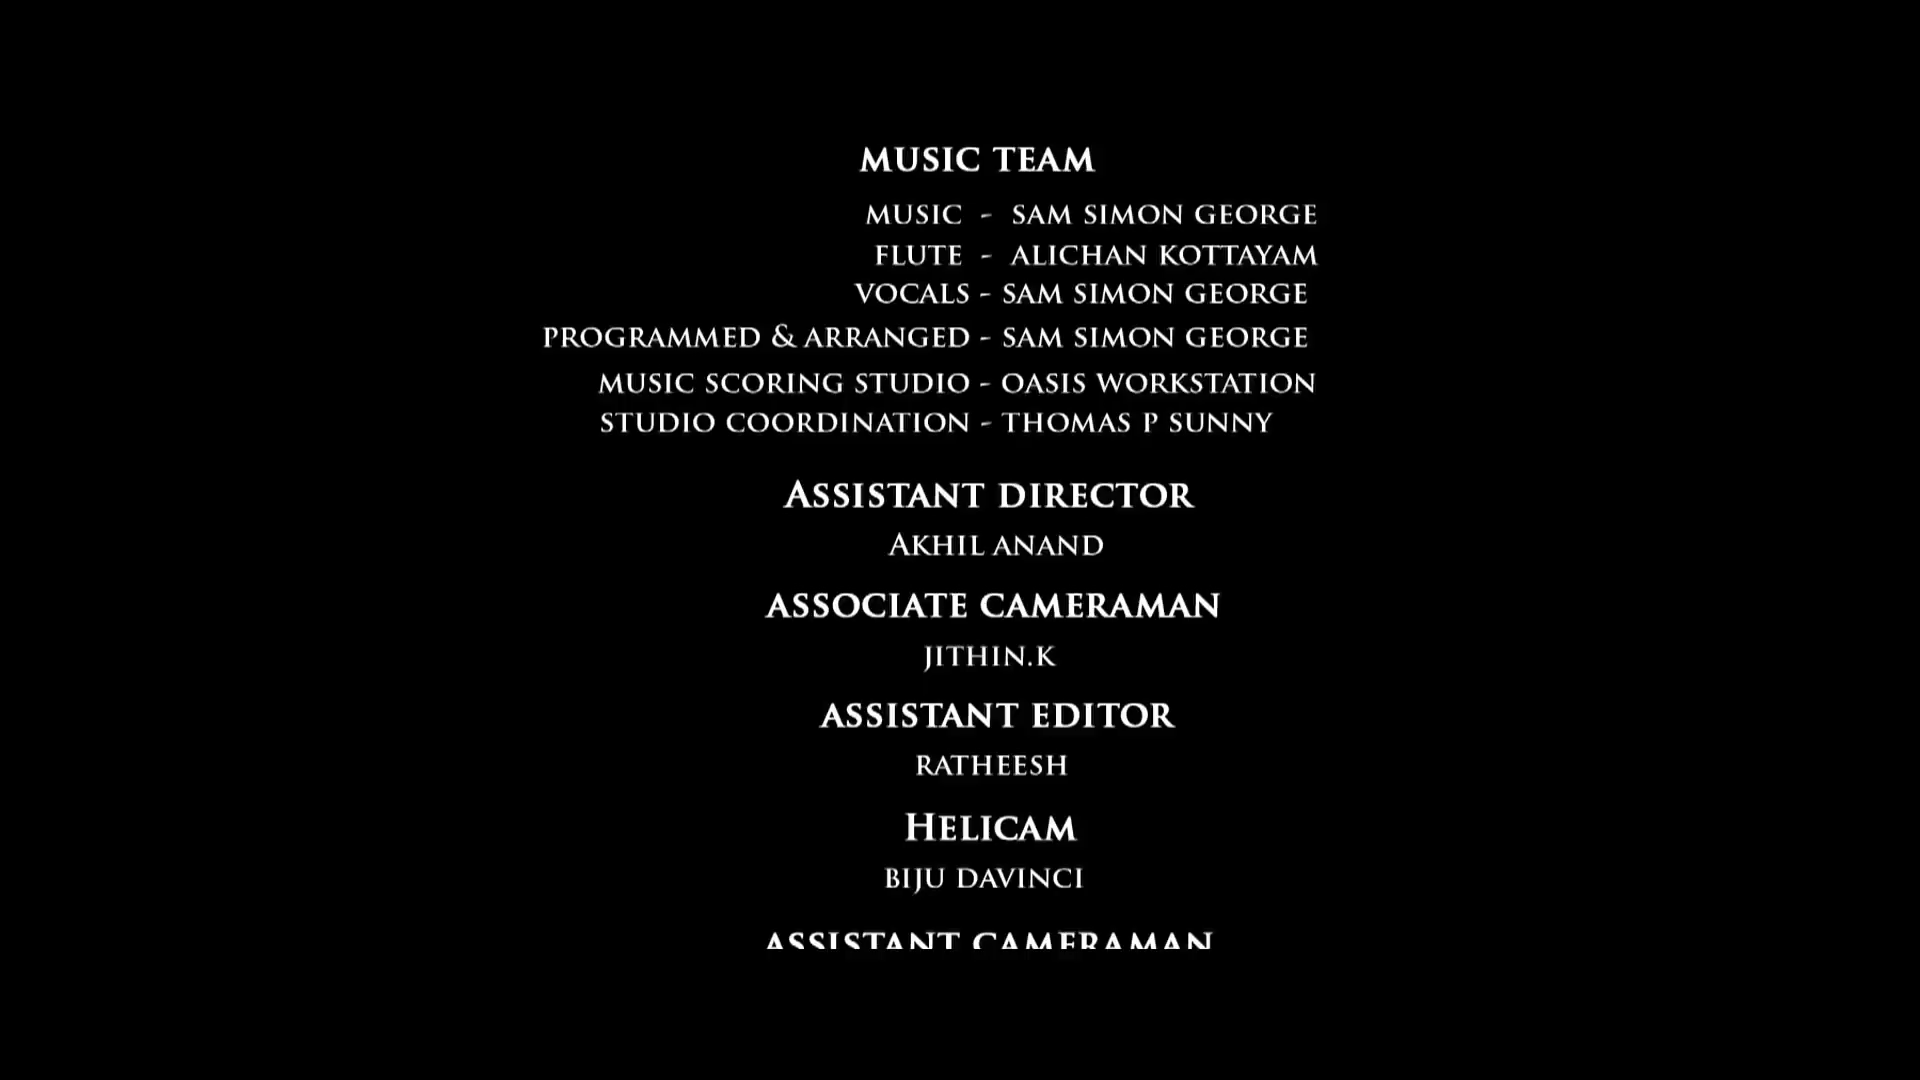 MUSIC TEAM
MUSIC - SAM SIMON GEORGE
FLUTE - ALICHAN KOTTAYAM
VOCALS - SAM SIMON GEORGE
PROGRAMMED & ARRANGED - SAM SIMON GEORGE
MUSIC SCORING STUDIO - OASIS WORKSTATION
STUDIO COORDINATION - THOMAS P SUNNY
ASSISTANT DIRECTOR
AKHIL ANAND
ASSOCIATE CAMERAMAN
JITHIN.K
ASSISTANT EDITOR
RATHEESH
HELICAM
BIJU DAVINCI
ASSISTANT CAMERAMAN